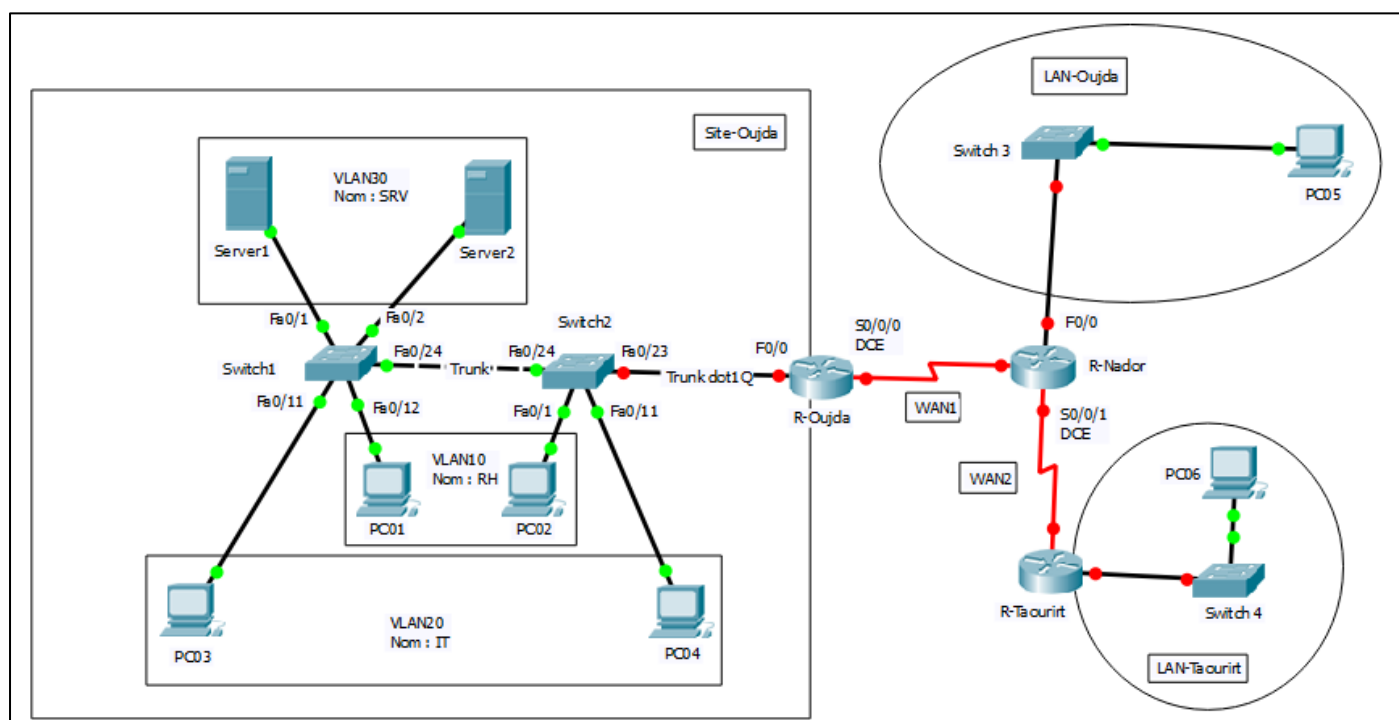 LAN-Oujda
Switch 3
PC05
Site-Oujda
VLAN30
Nom : SRV
Server1
Server2
Fa0/1
Fa0/2
Switch2
Switch1
Fa0/24
Trunk
Fa0/24
Fa0/23
Trunk dot1Q
F0/0
R-Oujda
S0/0/0
DCE
WAN1
F0/0
R-Nador
S0/0/1
DCE
WAN2
Fa0/11
Fa0/12
Fa0/1
Fa0/11
VLAN10
Nom : RH
PC01
PC02
VLAN20
Nom : IT
PC03
PC04
PC06
R-Taourirt
Switch 4
LAN-Taourirt